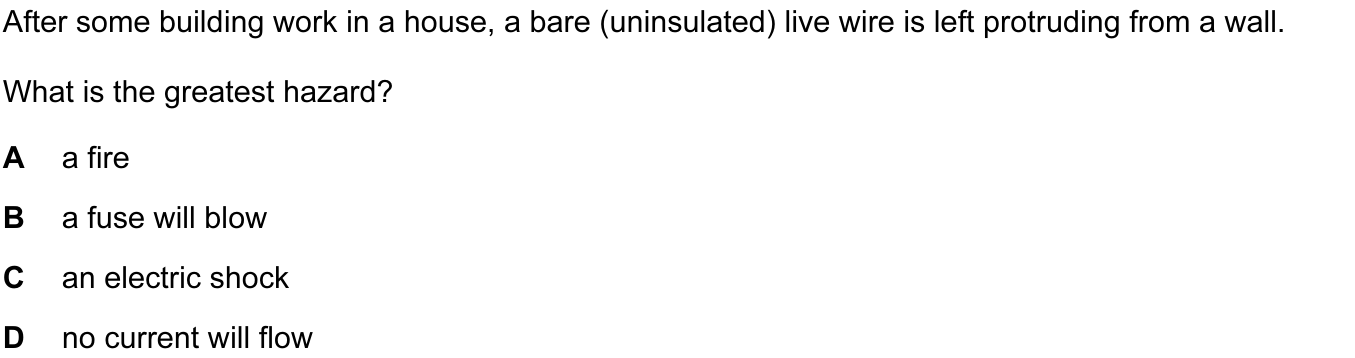 After some building work in a house, a bare (uninsulated) live wire is left protruding from a wall.
What is the greatest hazard?
A a fire
B a fuse will blow
C an electric shock
D no current will flow